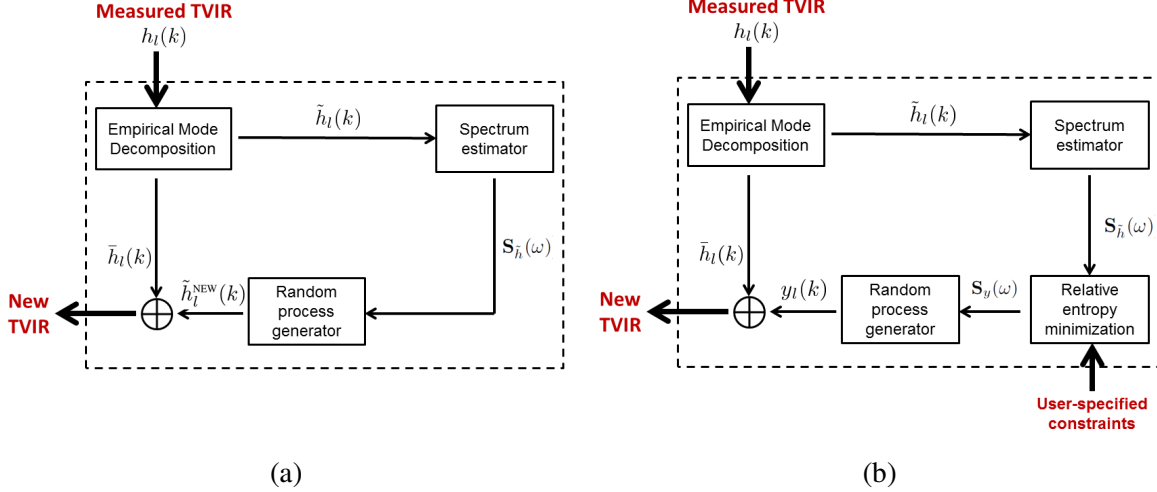 Measured TVIR
h_l(k)
Empirical Mode
Decomposition
h̃_l(k)
Spectrum
estimator
h̄_l(k)
S_h̃(ω)
New
TVIR
h̃_l^NEW(k)
Random
process
generator
(a)
Measured TVIR
h_l(k)
Empirical Mode
Decomposition
h̃_l(k)
Spectrum
estimator
h̄_l(k)
S_h̃(ω)
New
TVIR
y_l(k)
Random
process
generator
S_y(ω)
Relative
entropy
minimization
User-specified
constraints
(b)